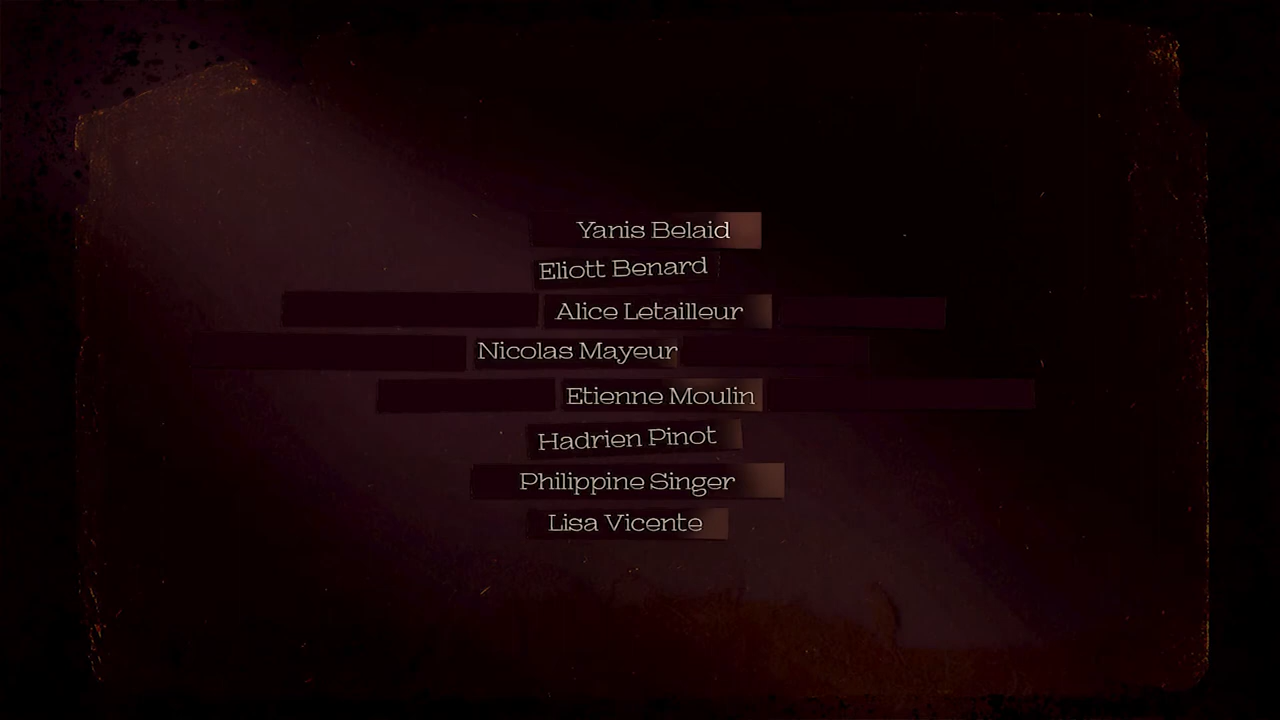 Yanis Belaid
Eliott Benard
Alice Letailleur
Nicolas Mayeur
Etienne Moulin
Hadrien Pinot
Philippine Singer
Lisa Vicente